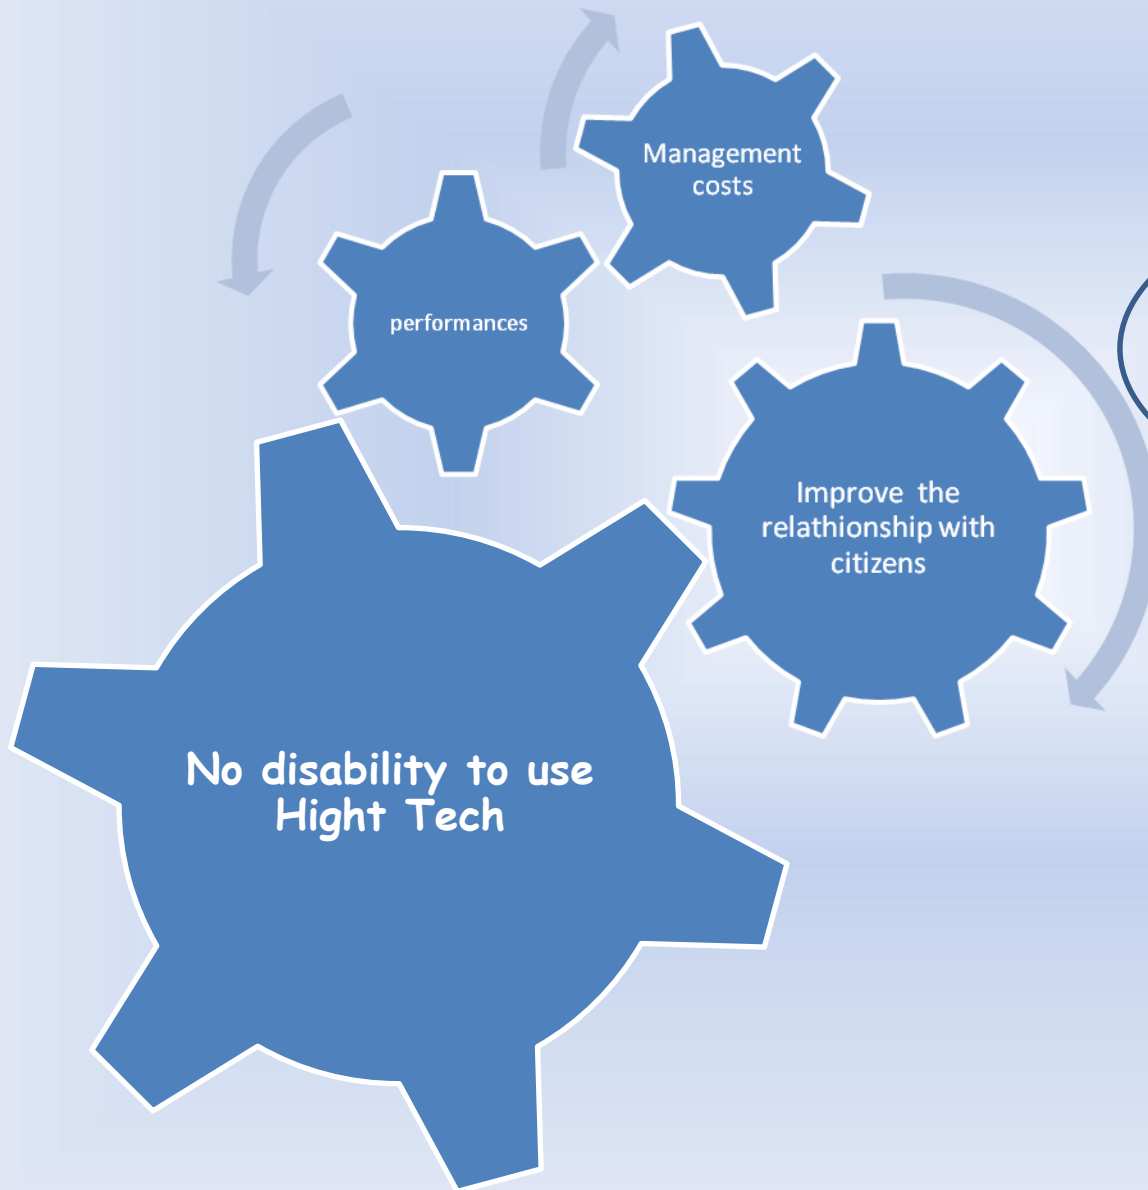 Management
costs
performances
Improve the
relathionship with
citizens
No disability to use
Hight Tech